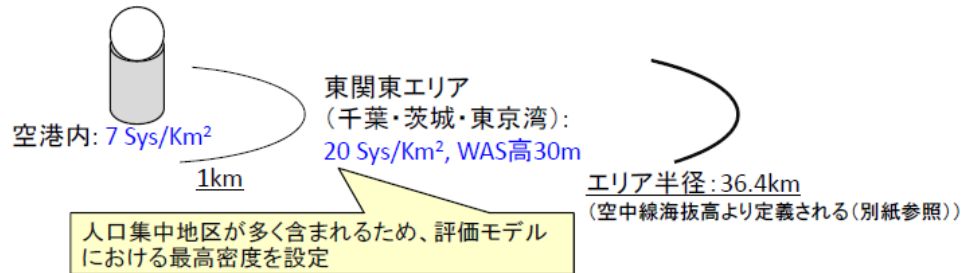 東関東エリア
(千葉・茨城・東京湾):
空港内: 7 Sys/Km²
20 Sys/Km², WAS高30m
1km
エリア半径:36.4km
(空中線海抜高より定義される(別紙参照))
人口集中地区が多く含まれるため、評価モデル
における最高密度を設定